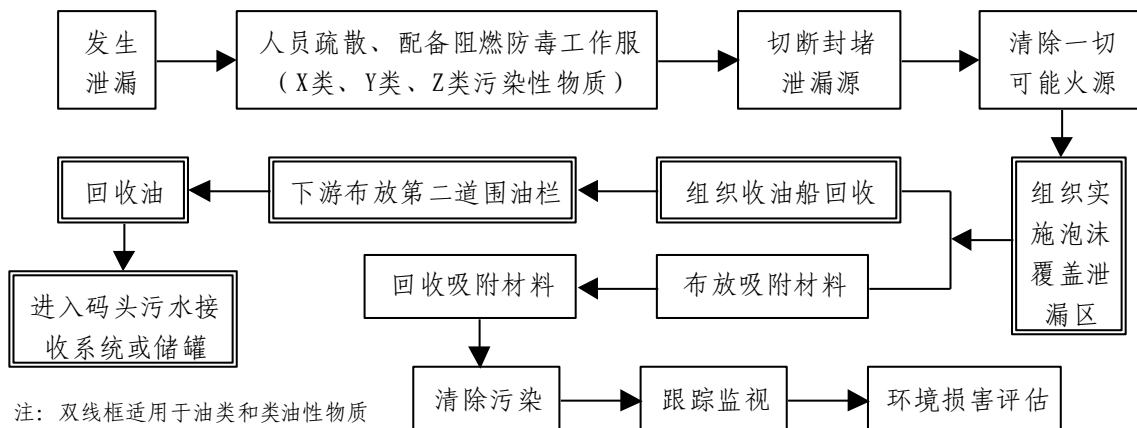 发生
泄漏
人员疏散、配备阻燃防毒工作服
（X类、Y类、Z类污染性物质）
切断封堵
泄漏源
清除一切
可能火源
组织实
施泡沫
覆盖泄
漏区
组织收油船回收
下游布放第二道围油栏
回收油
进入码头污水接
收系统或储罐
布放吸附材料
回收吸附材料
清除污染
跟踪监视
环境损害评估
注：双线框适用于油类和类油性物质